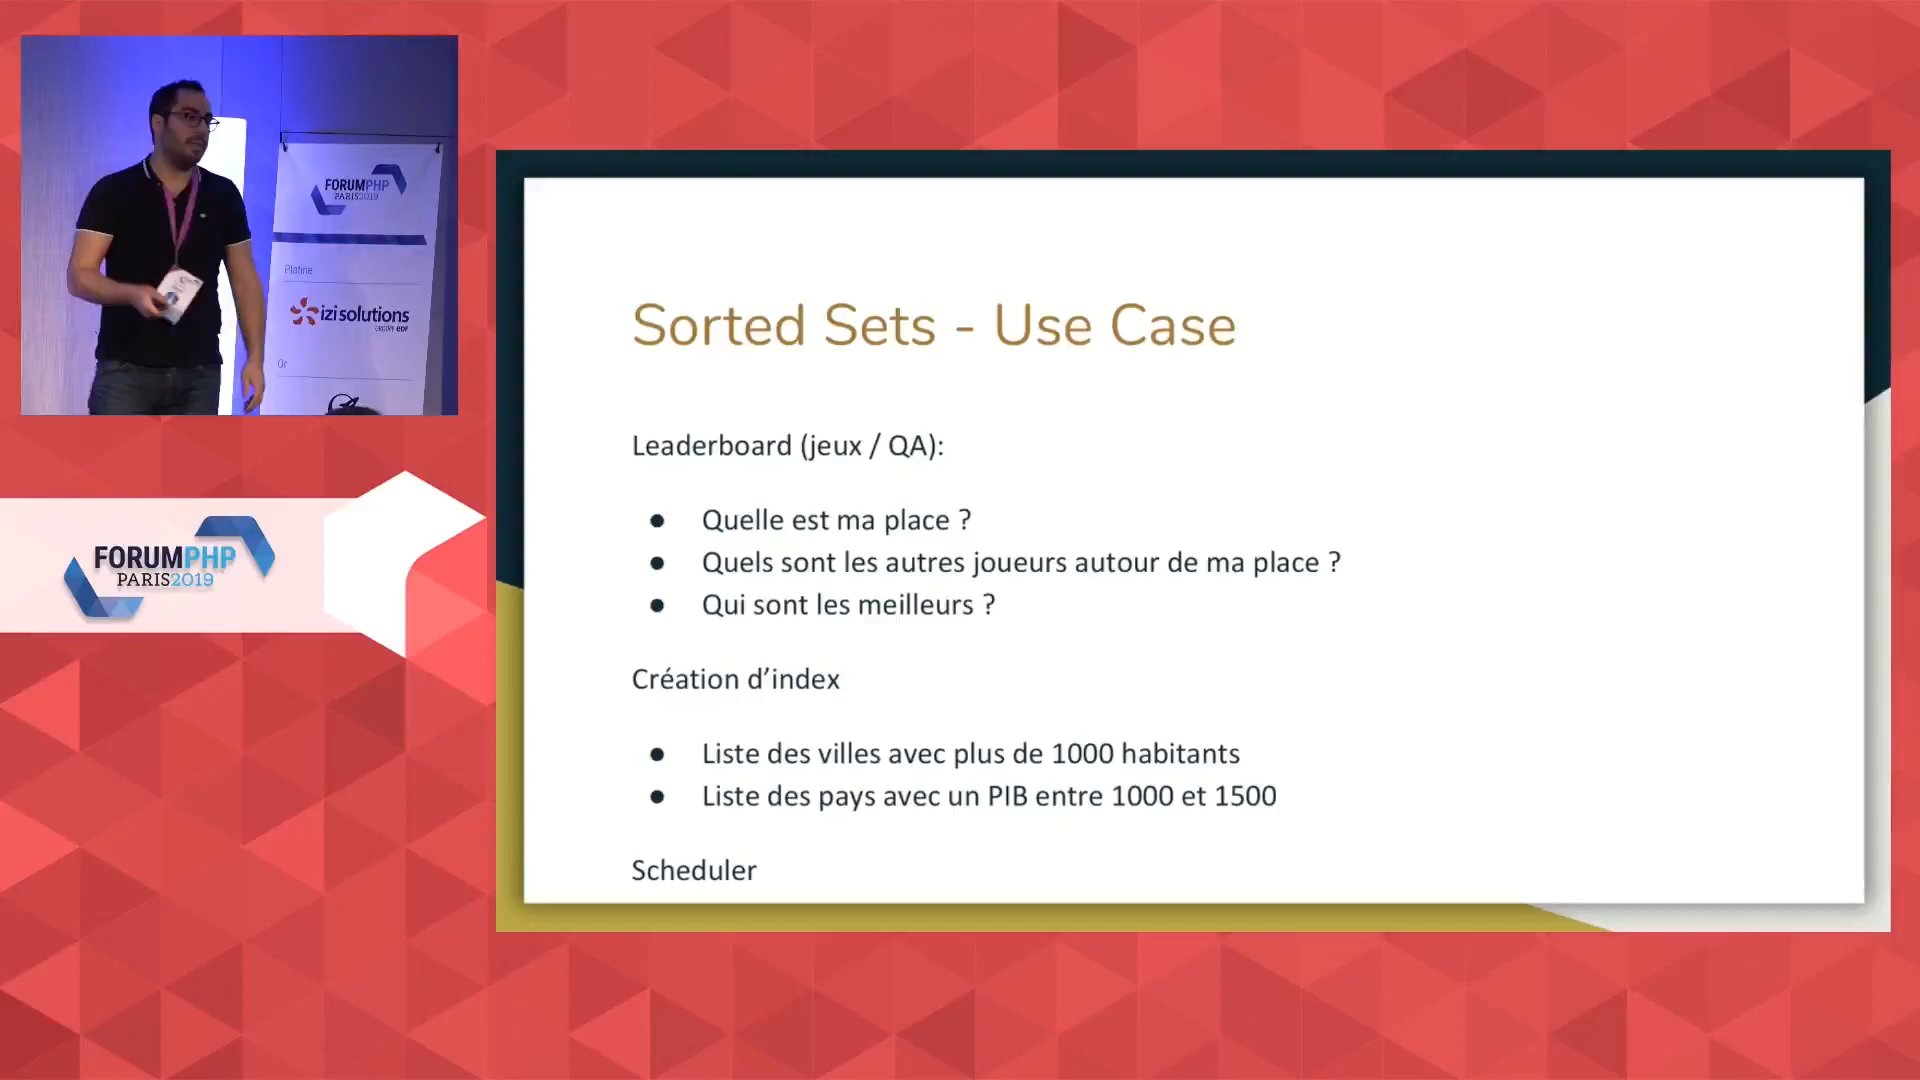 FORUMPHP
PARIS2019
Platine
izi solutions
GROUPE EDF
Or
FORUMPHP
PARIS2019
Sorted Sets - Use Case
Leaderboard (jeux / QA):
● Quelle est ma place ?
● Quels sont les autres joueurs autour de ma place ?
● Qui sont les meilleurs ?
Création d’index
● Liste des villes avec plus de 1000 habitants
● Liste des pays avec un PIB entre 1000 et 1500
Scheduler